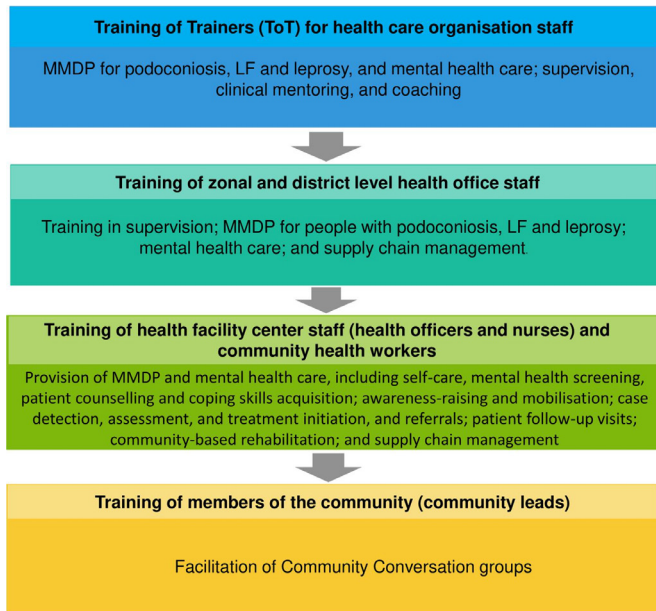 Training of Trainers (ToT) for health care organisation staff
MMDP for podoconiosis, LF and leprosy, and mental health care; supervision,
clinical mentoring, and coaching
Training of zonal and district level health office staff
Training in supervision; MMDP for people with podoconiosis, LF and leprosy;
mental health care; and supply chain management
Training of health facility center staff (health officers and nurses) and
community health workers
Provision of MMDP and mental health care, including self-care, mental health screening,
patient counselling and coping skills acquisition; awareness-raising and mobilisation; case
detection, assessment, and treatment initiation, and referrals; patient follow-up visits;
community-based rehabilitation; and supply chain management
Training of members of the community (community leads)
Facilitation of Community Conversation groups